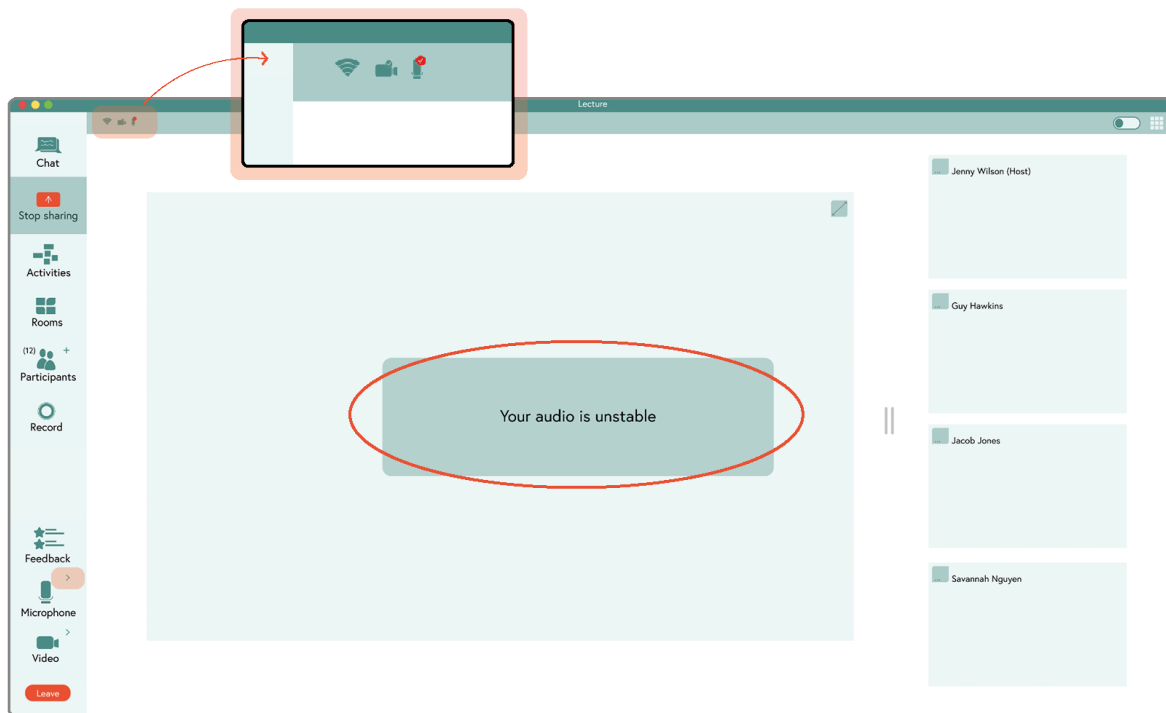 Lecture
Chat
Stop sharing
Activities
Rooms
(12) +
Participants
Record
Feedback
Microphone
Video
Leave
Your audio is unstable
Jenny Wilson (Host)
Guy Hawkins
Jacob Jones
Savannah Nguyen